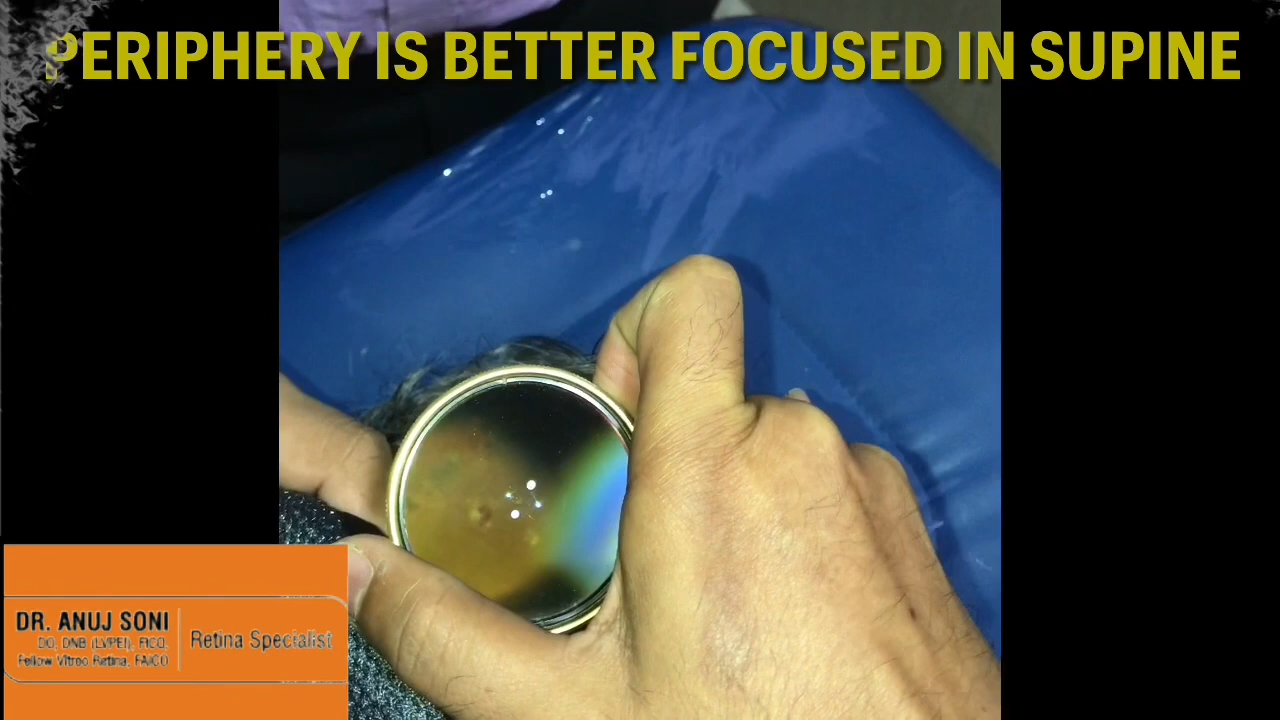 PERIPHERY IS BETTER FOCUSED IN SUPINE
DR. ANUJ SONI
DO, DNB (LVPEI), FICO,
Fellow Vitreo Retina, FAICO
Retina Specialist